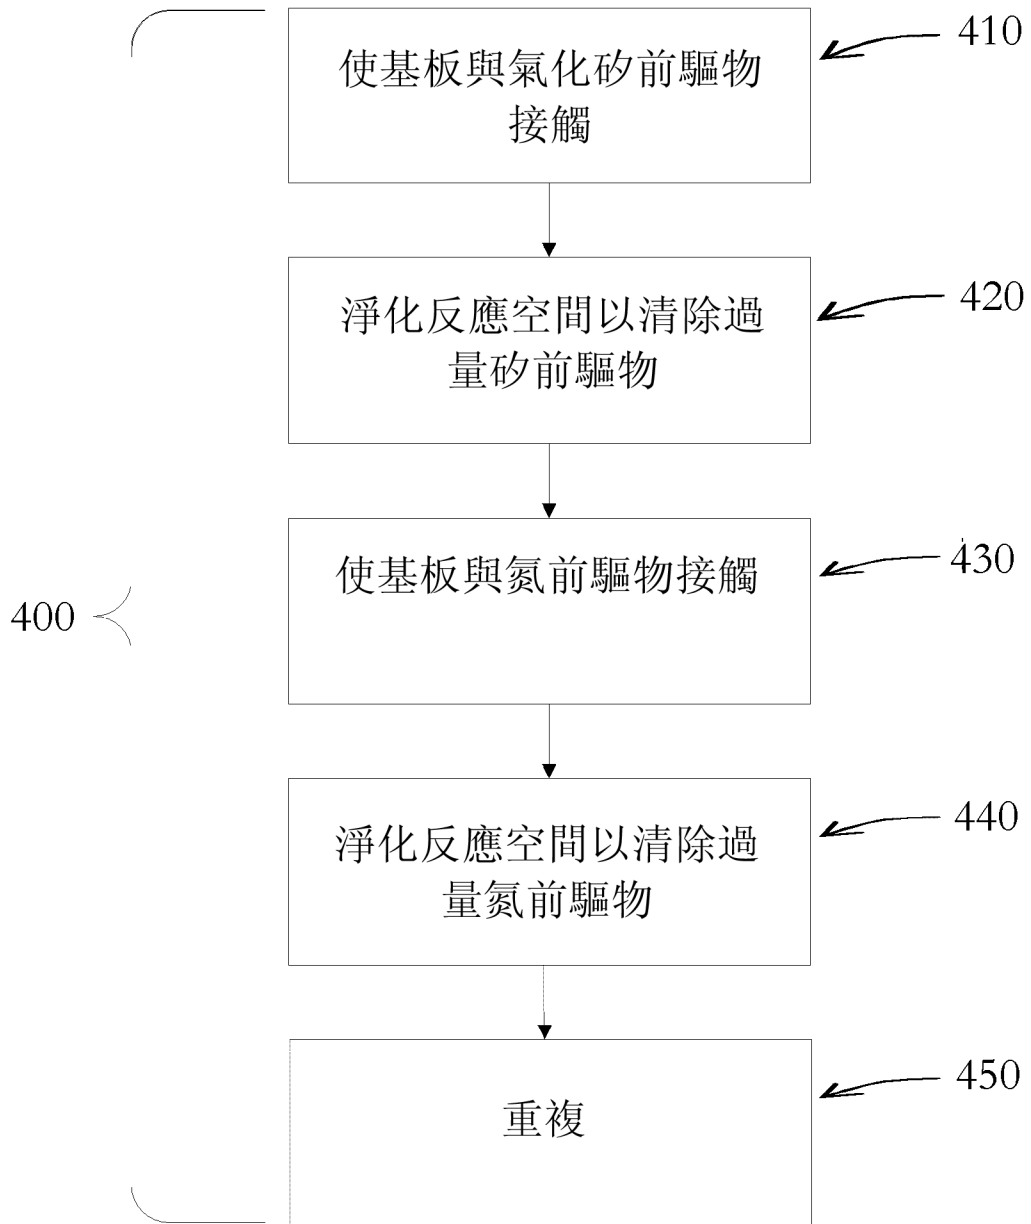 使基板與氯化矽前驅物
接觸
410
淨化反應空間以清除過
量矽前驅物
420
使基板與氮前驅物接觸
430
400
淨化反應空間以清除過
量氮前驅物
440
重複
450